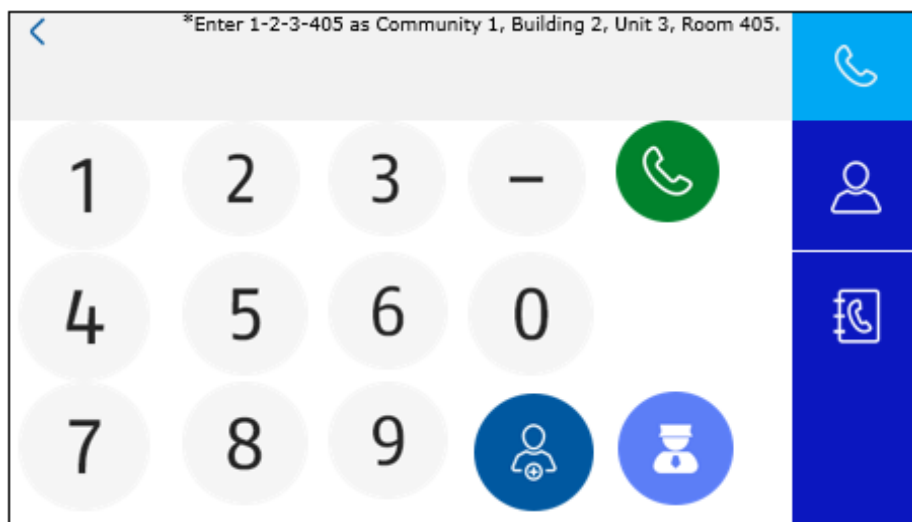 *Enter 1-2-3-405 as Community 1, Building 2, Unit 3, Room 405.
1 2 3 –
4 5 6 0
7 8 9